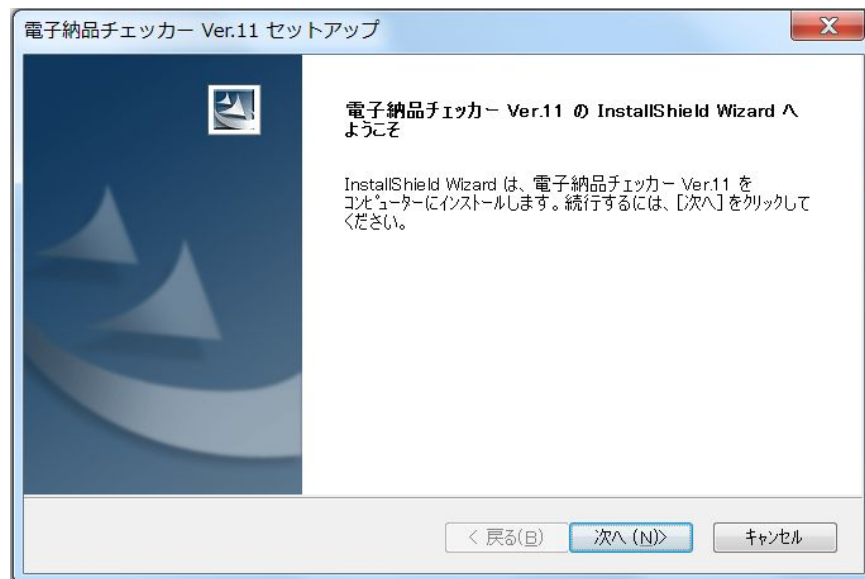 電子納品チェッカー Ver.11 セットアップ
電子納品チェッカー Ver.11 の InstallShield Wizard へ
ようこそ
InstallShield Wizard は、電子納品チェッカー Ver.11 を
コンピューターにインストールします。続行するには、[次へ] をクリックして
ください。
< 戻る(B)
次へ (N)>
キャンセル